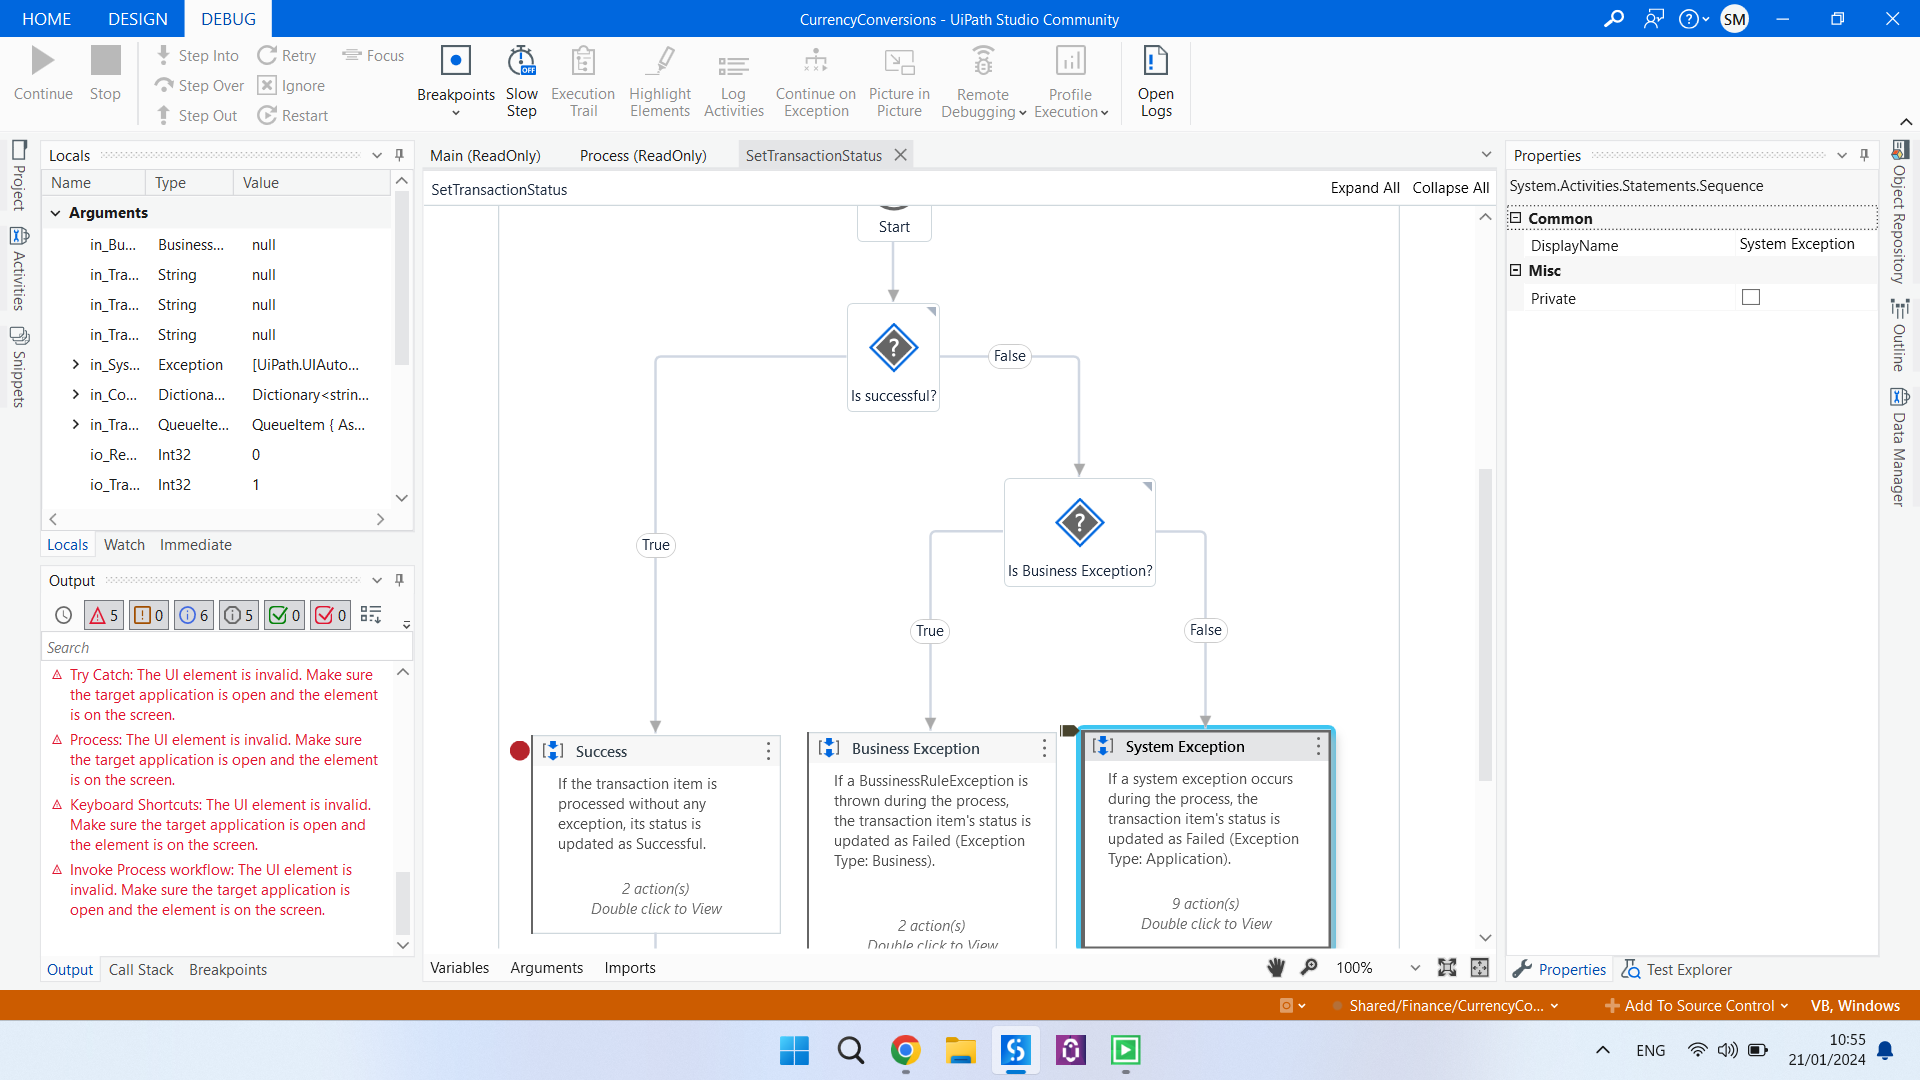 HOME DESIGN DEBUG
CurrencyConversions - UiPath Studio Community
SM
Continue Stop
Step Into
Step Over
Step Out
Retry
Ignore
Restart
Focus
Breakpoints
OFF
Slow
Step
Execution
Trail
Highlight
Elements
Log
Activities
Continue on
Exception
Picture in
Picture
Remote
Debugging
Profile
Execution
Open
Logs
Project
Activities
Snippets
Locals
Name Type Value
Arguments
in_Bu... Business... null
in_Tra... String null
in_Tra... String null
in_Tra... String null
in_Sys... Exception [UiPath.UIAuto...
in_Co... Dictiona... Dictionary<strin...
in_Tra... QueueIte... QueueItem { As...
io_Re... Int32 0
io_Tra... Int32 1
Locals Watch Immediate
Output
5 0 6 5 0 0
Search
Try Catch: The UI element is invalid. Make sure
the target application is open and the element
is on the screen.
Process: The UI element is invalid. Make sure
the target application is open and the element
is on the screen.
Keyboard Shortcuts: The UI element is invalid.
Make sure the target application is open and
the element is on the screen.
Invoke Process workflow: The UI element is
invalid. Make sure the target application is
open and the element is on the screen.
Output Call Stack Breakpoints
Main (ReadOnly) Process (ReadOnly) SetTransactionStatus
SetTransactionStatus
Expand All Collapse All
Start
?
Is successful?
False
True
?
Is Business Exception?
True
False
Success
If the transaction item is
processed without any
exception, its status is
updated as Successful.
2 action(s)
Double click to View
Business Exception
If a BussinessRuleException is
thrown during the process,
the transaction item's status is
updated as Failed (Exception
Type: Business).
2 action(s)
Double click to View
System Exception
If a system exception occurs
during the process, the
transaction item's status is
updated as Failed (Exception
Type: Application).
9 action(s)
Double click to View
Variables Arguments Imports
100%
Properties
System.Activities.Statements.Sequence
Common
DisplayName System Exception
Misc
Private
Properties Test Explorer
Object Repository
Outline
Data Manager
Shared/Finance/CurrencyCo...
Add To Source Control
VB, Windows
ENG
10:55
21/01/2024